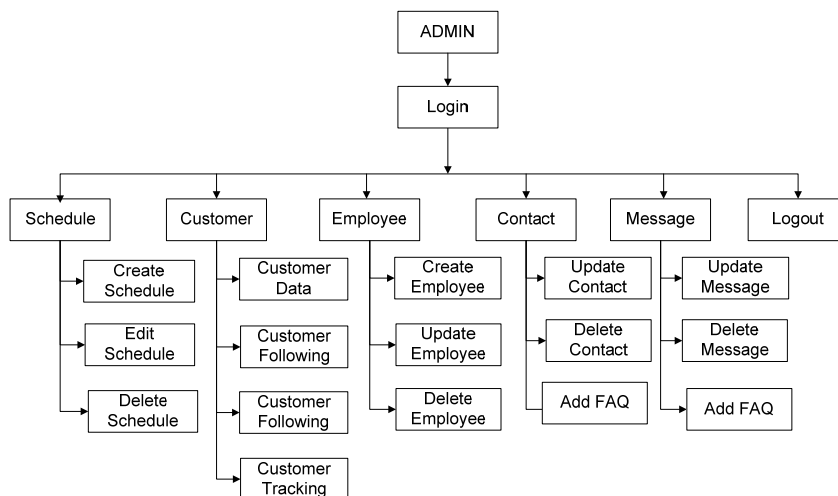 ADMIN
Login
Schedule
Customer
Employee
Contact
Message
Logout
Create
Schedule
Edit
Schedule
Delete
Schedule
Customer
Data
Customer
Following
Customer
Following
Customer
Tracking
Create
Employee
Update
Employee
Delete
Employee
Update
Contact
Delete
Contact
Add FAQ
Update
Message
Delete
Message
Add FAQ